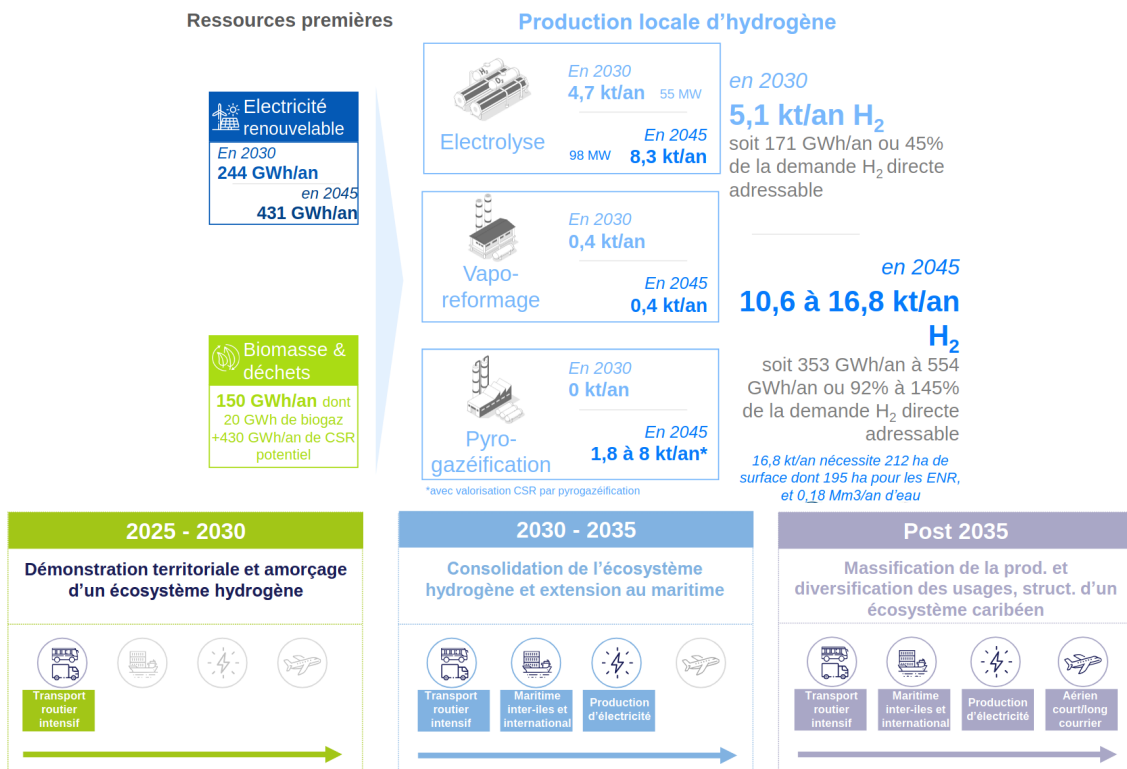 Ressources premières
Production locale d'hydrogène
Electricité
renouvelable
En 2030
244 GWh/an
en 2045
431 GWh/an
Biomasse &
déchets
150 GWh/an dont
20 GWh de biogaz
+430 GWh/an de CSR
potentiel
H2
O2
Electrolyse
En 2030
4,7 kt/an 55 MW
En 2045
98 MW 8,3 kt/an
Vapo-
reformage
En 2030
0,4 kt/an
En 2045
0,4 kt/an
Pyro-
gazéification
En 2030
0 kt/an
En 2045
1,8 à 8 kt/an*
*avec valorisation CSR par pyrogazéification
en 2030
5,1 kt/an H2
soit 171 GWh/an ou 45%
de la demande H2 directe
adressable
en 2045
10,6 à 16,8 kt/an
H2
soit 353 GWh/an à 554
GWh/an ou 92% à 145%
de la demande H2 directe
adressable
16,8 kt/an nécessite 212 ha de
surface dont 195 ha pour les ENR,
et 0,18 Mm3/an d'eau
2025 - 2030
Démonstration territoriale et amorçage
d'un écosystème hydrogène
Transport
routier
intensif
2030 - 2035
Consolidation de l'écosystème
hydrogène et extension au maritime
Transport
routier
intensif
Maritime
inter-iles et
international
Production
d'électricité
Post 2035
Massification de la prod. et
diversification des usages, struct. d'un
écosystème caribéen
Transport
routier
intensif
Maritime
inter-iles et
international
Production
d'électricité
Aérien
court/long
courrier